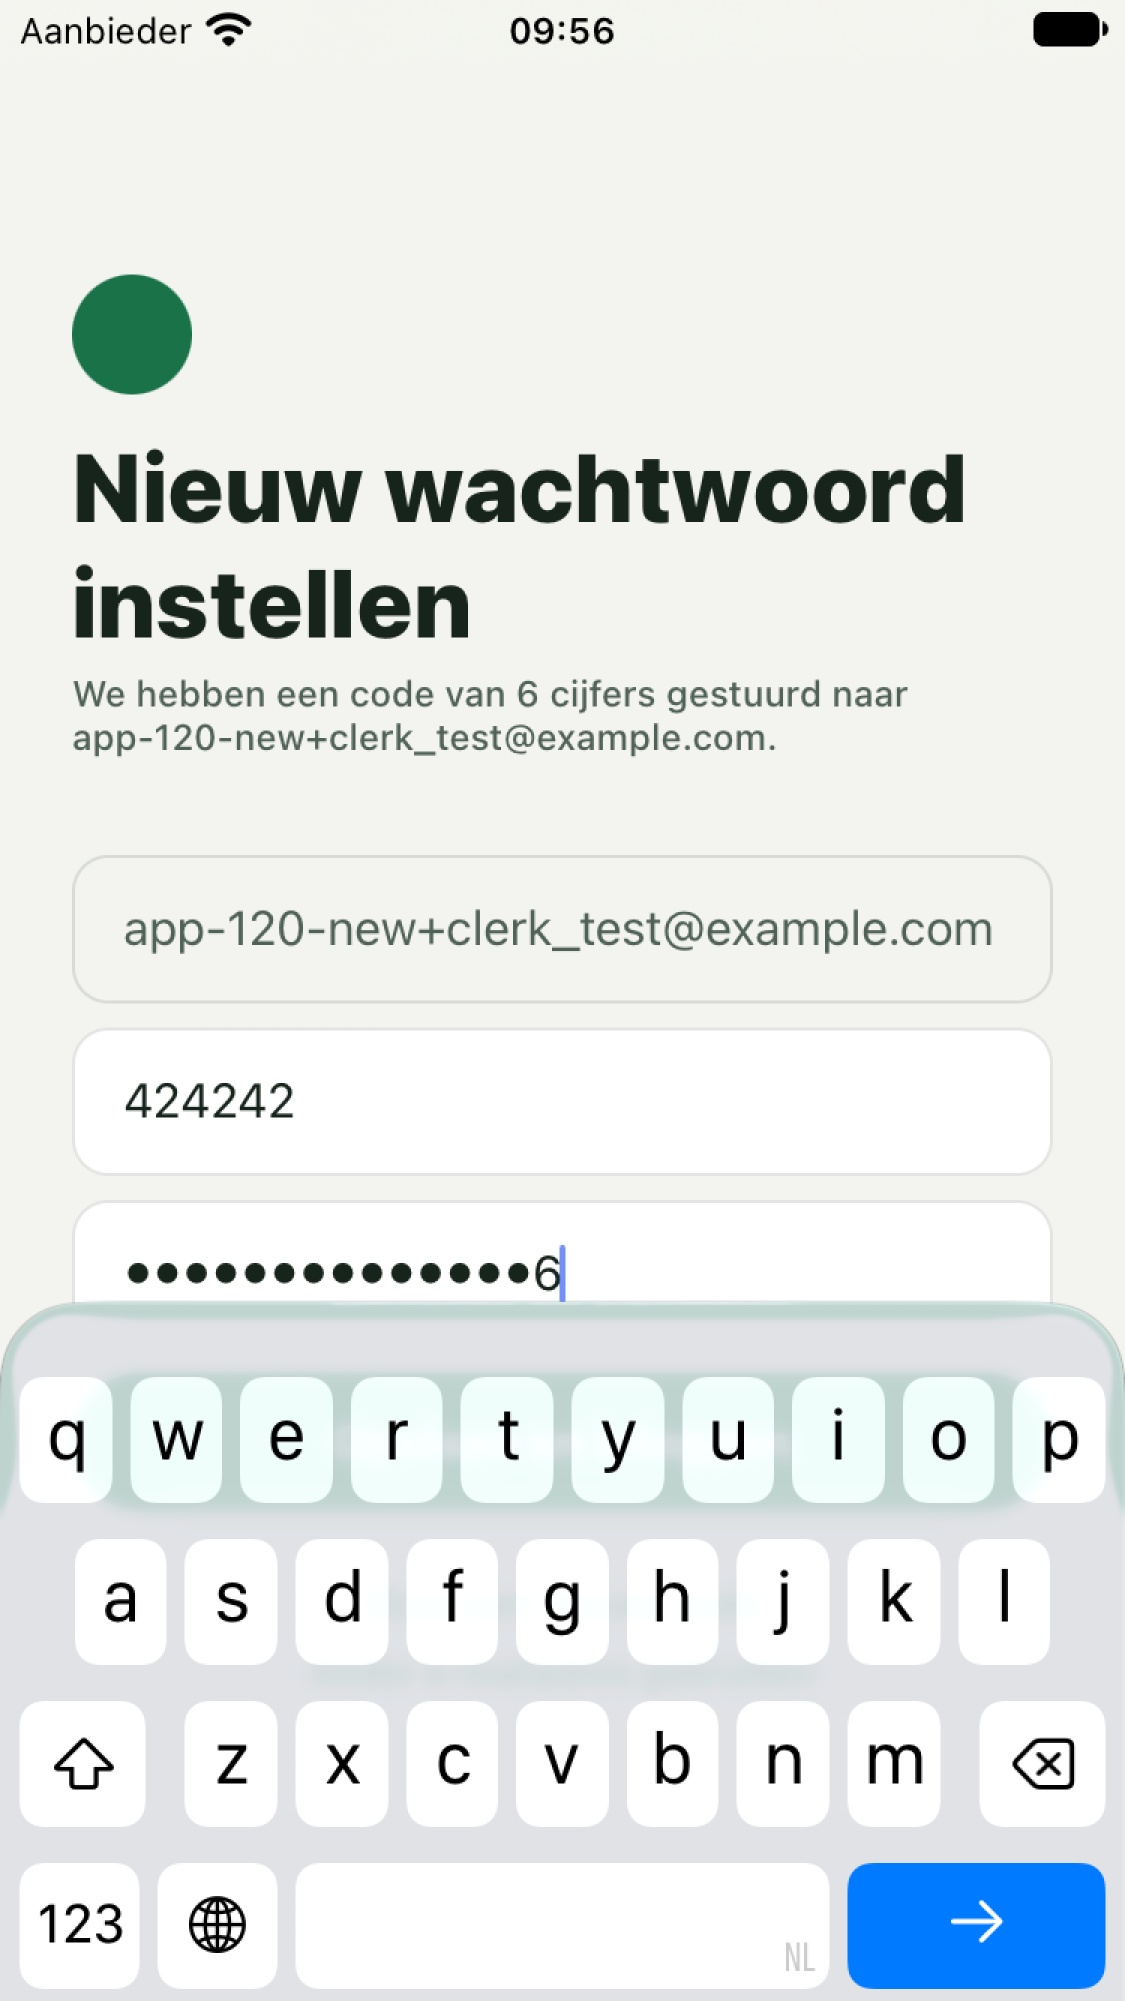 Aanbieder 09:56
Nieuw wachtwoord
instellen
We hebben een code van 6 cijfers gestuurd naar
app-120-new+clerk_test@example.com.
app-120-new+clerk_test@example.com
424242
••••••••••••••6
q w e r t y u i o p
a s d f g h j k l
z x c v b n m
123 NL